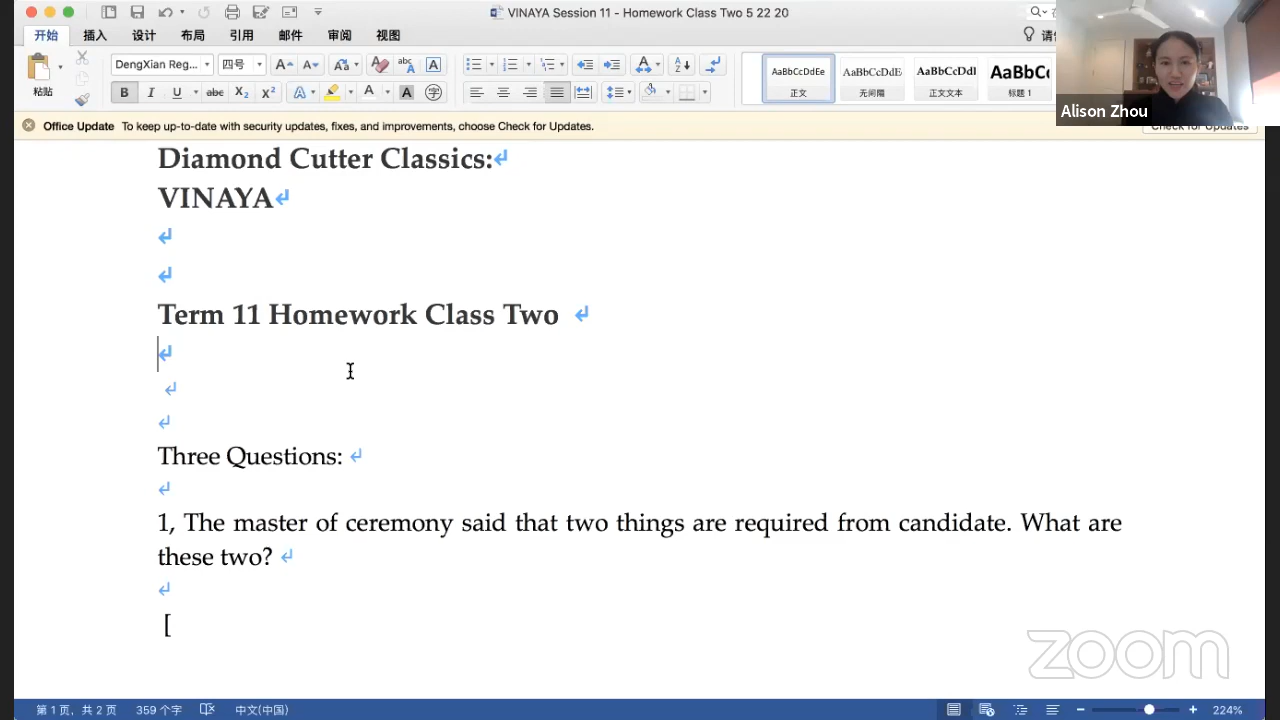 VINAYA Session 11 - Homework Class Two 5 22 20
开始 插入 设计 布局 引用 邮件 审阅 视图
DengXian Reg... 四号
粘贴
AaBbCcDdEe AaBbCcDdE AaBbCcDdI AaBbCc
正文 无间隔 正文文本 标题 1
Alison Zhou
Office Update To keep up-to-date with security updates, fixes, and improvements, choose Check for Updates.
Check for Updates
Diamond Cutter Classics:
VINAYA
Term 11 Homework Class Two
Three Questions:
1, The master of ceremony said that two things are required from candidate. What are
these two?
[
zoom
第 1 页，共 2 页 359 个字 中文(中国) 224%